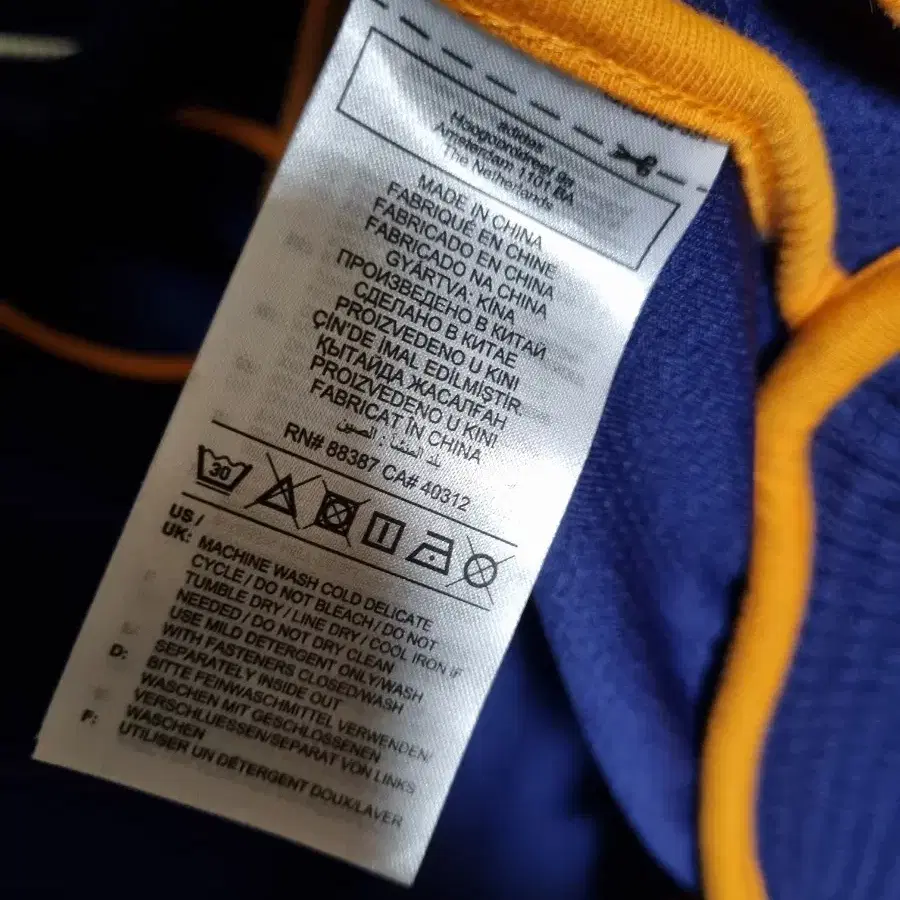 adidas
Hoogoorddreef 9a
Amsterdam 1101 BA
The Netherlands
MADE IN CHINA
FABRIQUÉ EN CHINE
FABRICADO EN CHINA
FABRICADO NA CHINA
GYÁRTVA: KÍNA
ПРОИЗВЕДЕНО В КИТАЙ
СДЕЛАНО В КИТАЕ
PROIZVEDENO U KINI
ÇİN'DE İMAL EDİLMİŞTİR
ҚЫТАЙДА ЖАСАЛҒАН
PROIZVEDENO U KINI
FABRICAT ÎN CHINA
بلد المنشأ : الصين
RN# 88387 CA# 40312
30
US /
UK: MACHINE WASH COLD DELICATE
CYCLE / DO NOT BLEACH / DO NOT
TUMBLE DRY / LINE DRY / COOL IRON IF
NEEDED / DO NOT DRY CLEAN
USE MILD DETERGENT ONLY/WASH
WITH FASTENERS CLOSED/WASH
SEPARATELY INSIDE OUT
D: BITTE FEINWASCHMITTEL VERWENDEN/
WASCHEN MIT GESCHLOSSENEN
VERSCHLUESSEN/SEPARAT VON LINKS
WASCHEN
F: UTILISER UN DÉTERGENT DOUX/LAVER